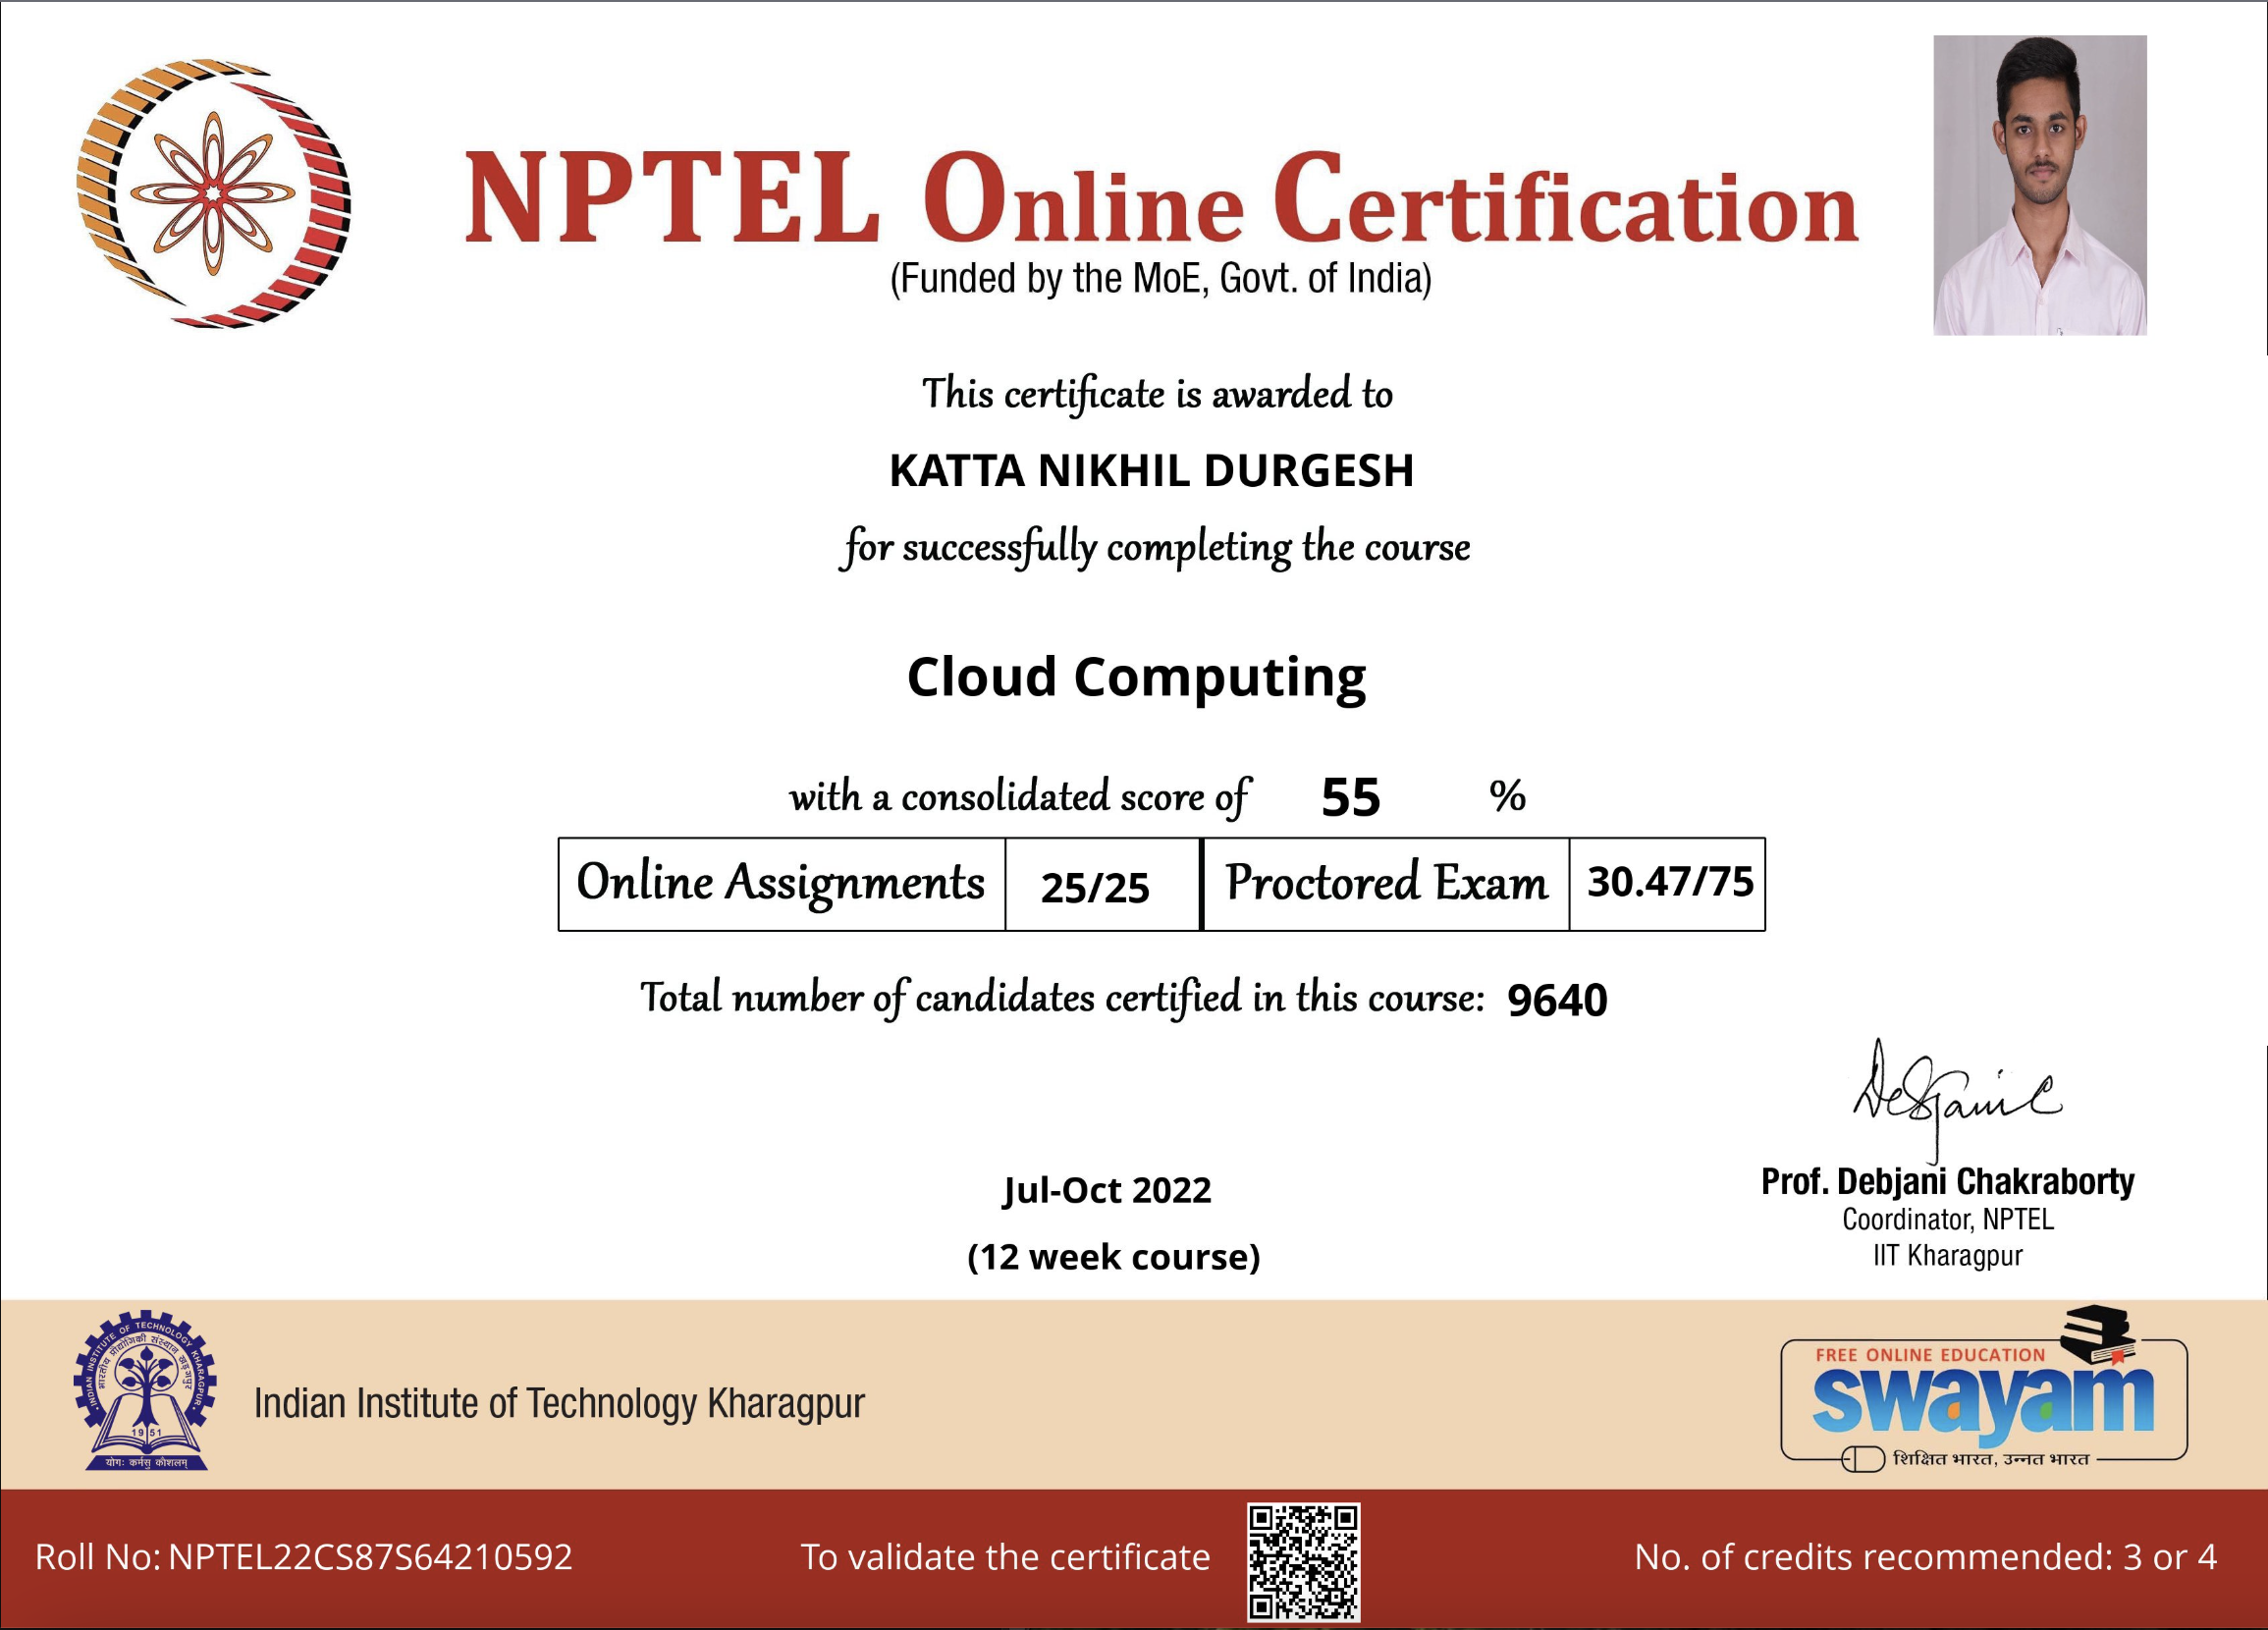 NPTEL Online Certification
(Funded by the MoE, Govt. of India)
This certificate is awarded to
KATTA NIKHIL DURGESH
for successfully completing the course
Cloud Computing
with a consolidated score of 55 %
Online Assignments 25/25 Proctored Exam 30.47/75
Total number of candidates certified in this course: 9640
Jul-Oct 2022
(12 week course)
Debjani C
Prof. Debjani Chakraborty
Coordinator, NPTEL
IIT Kharagpur
INDIAN INSTITUTE OF TECHNOLOGY KHARAGPUR
भारतीय प्रौद्योगिकी संस्थान खड़गपुर
1951
योगः कर्मसु कौशलम्
Indian Institute of Technology Kharagpur
FREE ONLINE EDUCATION
swayam
शिक्षित भारत, उन्नत भारत
Roll No: NPTEL22CS87S64210592
To validate the certificate
No. of credits recommended: 3 or 4